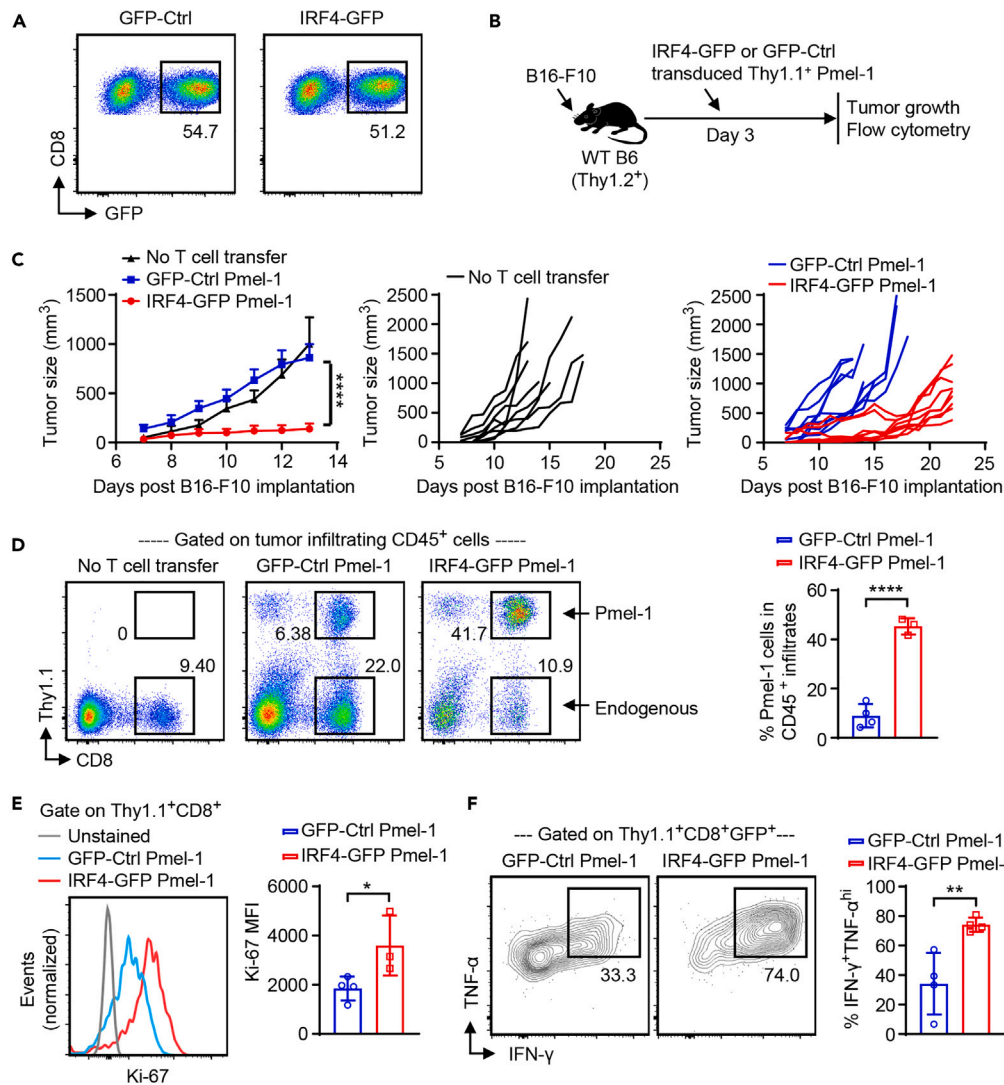 A
GFP-Ctrl
IRF4-GFP
54.7
51.2
CD8
GFP
B
IRF4-GFP or GFP-Ctrl
transduced Thy1.1+ Pmel-1
B16-F10
Day 3
Tumor growth
Flow cytometry
WT B6
(Thy1.2+)
C
No T cell transfer
GFP-Ctrl Pmel-1
IRF4-GFP Pmel-1
Tumor size (mm3)
1500
1000
500
0
6 8 10 12 14
****
Days post B16-F10 implantation
No T cell transfer
Tumor size (mm3)
2500
2000
1500
1000
500
0
5 10 15 20 25
Days post B16-F10 implantation
GFP-Ctrl Pmel-1
IRF4-GFP Pmel-1
Tumor size (mm3)
2500
2000
1500
1000
500
0
5 10 15 20 25
Days post B16-F10 implantation
D
----- Gated on tumor infiltrating CD45+ cells -----
No T cell transfer
GFP-Ctrl Pmel-1
IRF4-GFP Pmel-1
0
9.40
6.38
22.0
41.7
10.9
Pmel-1
Endogenous
Thy1.1
CD8
GFP-Ctrl Pmel-1
IRF4-GFP Pmel-1
% Pmel-1 cells in
CD45+ infiltrates
60
40
20
0
****
E
Gate on Thy1.1+CD8+
Unstained
GFP-Ctrl Pmel-1
IRF4-GFP Pmel-1
Events
(normalized)
Ki-67
GFP-Ctrl Pmel-1
IRF4-GFP Pmel-1
Ki-67 MFI
6000
4000
2000
0
*
F
--- Gated on Thy1.1+CD8+GFP+---
GFP-Ctrl Pmel-1
IRF4-GFP Pmel-1
33.3
74.0
TNF-α
IFN-γ
GFP-Ctrl Pmel-1
IRF4-GFP Pmel-
% IFN-γ+TNF-αhi
100
80
60
40
20
0
**